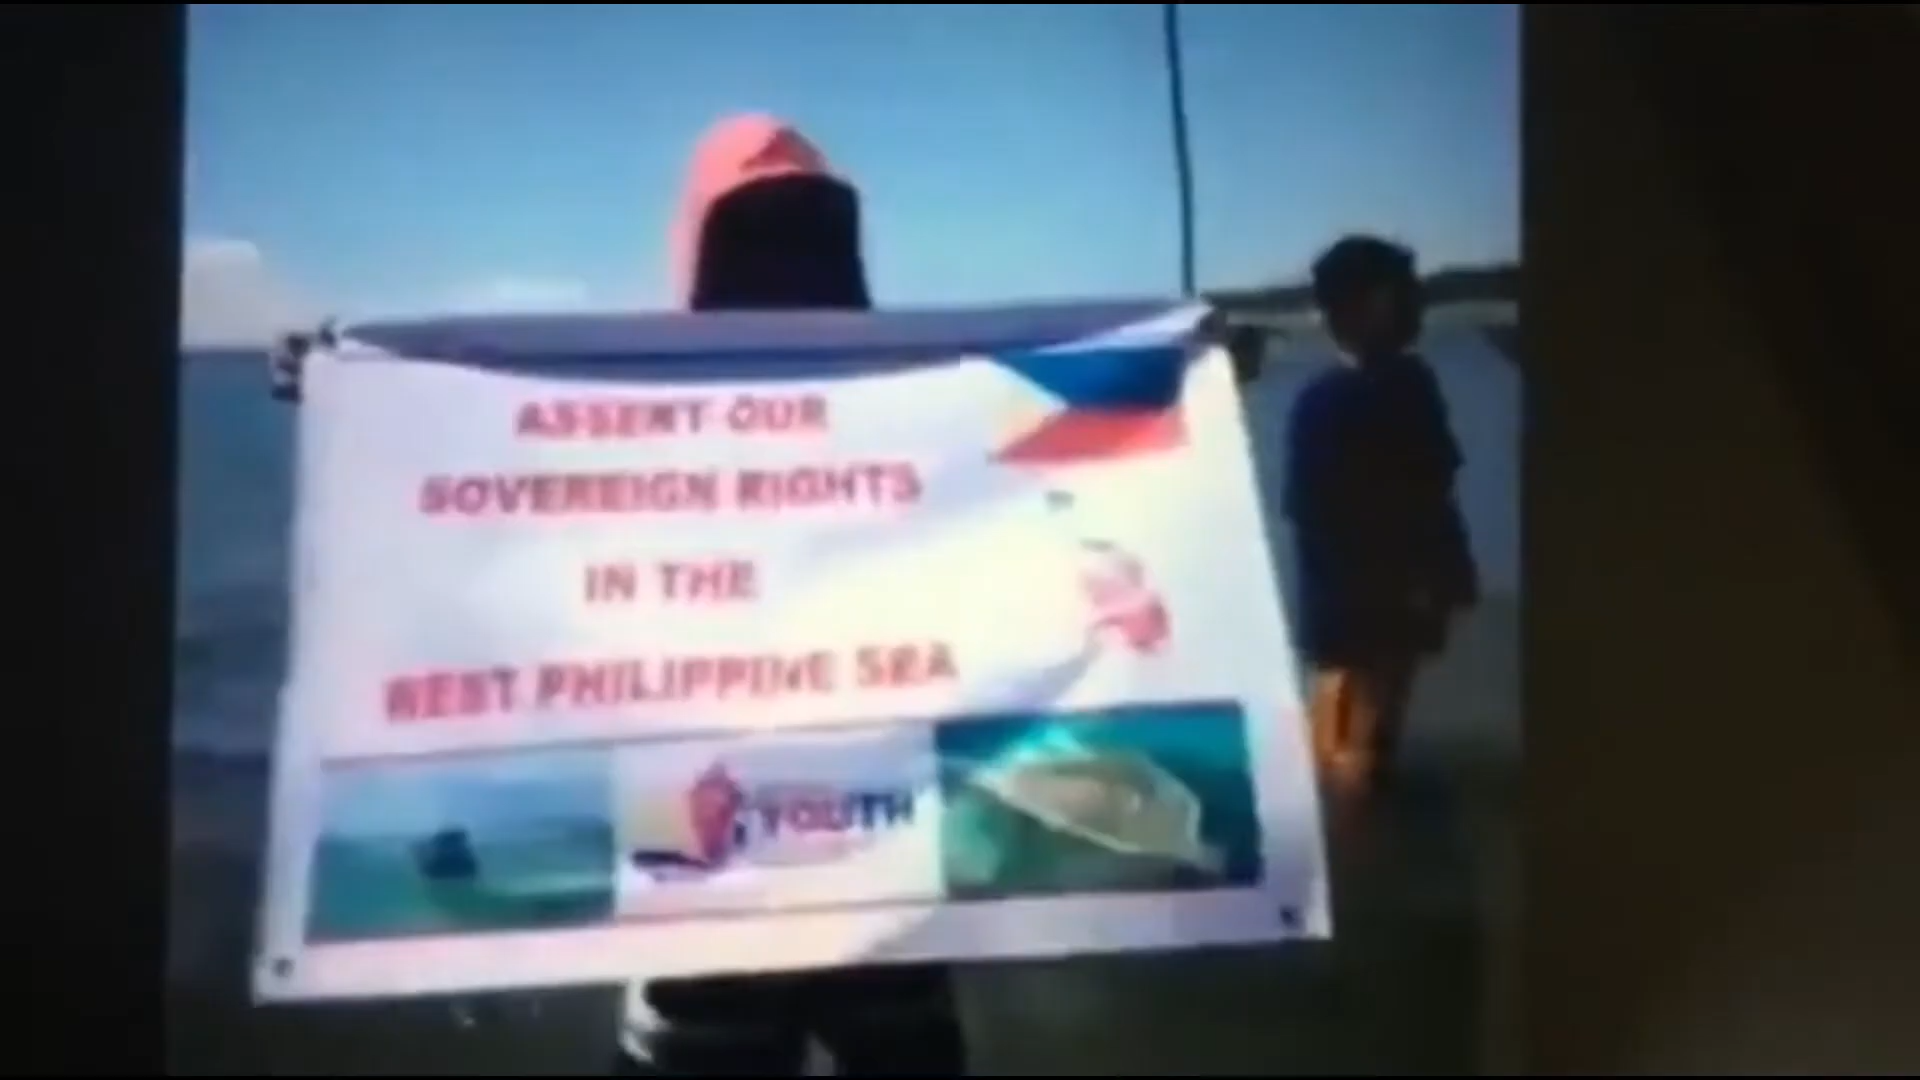 ASSERT OUR
SOVEREIGN RIGHTS
IN THE
WEST PHILIPPINE SEA
YOUTH